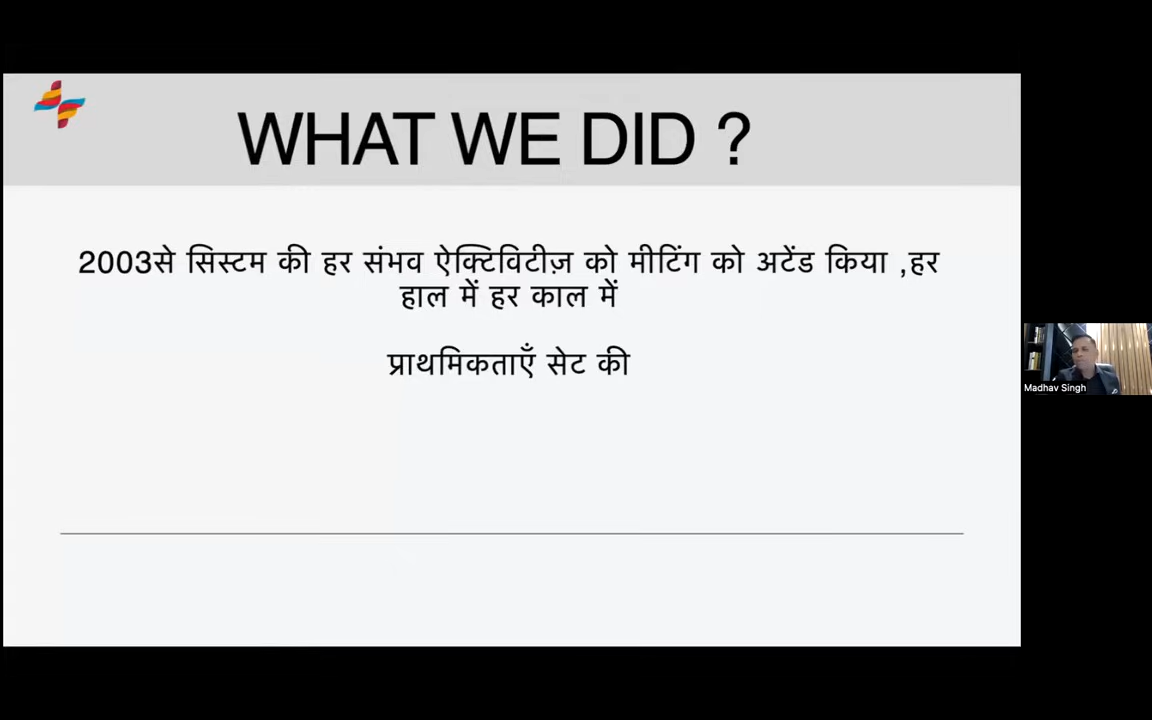 WHAT WE DID ?
2003से सिस्टम की हर संभव ऐक्टिविटीज़ को मीटिंग को अटेंड किया ,हर
हाल में हर काल में
प्राथमिकताएँ सेट की
Madhav Singh